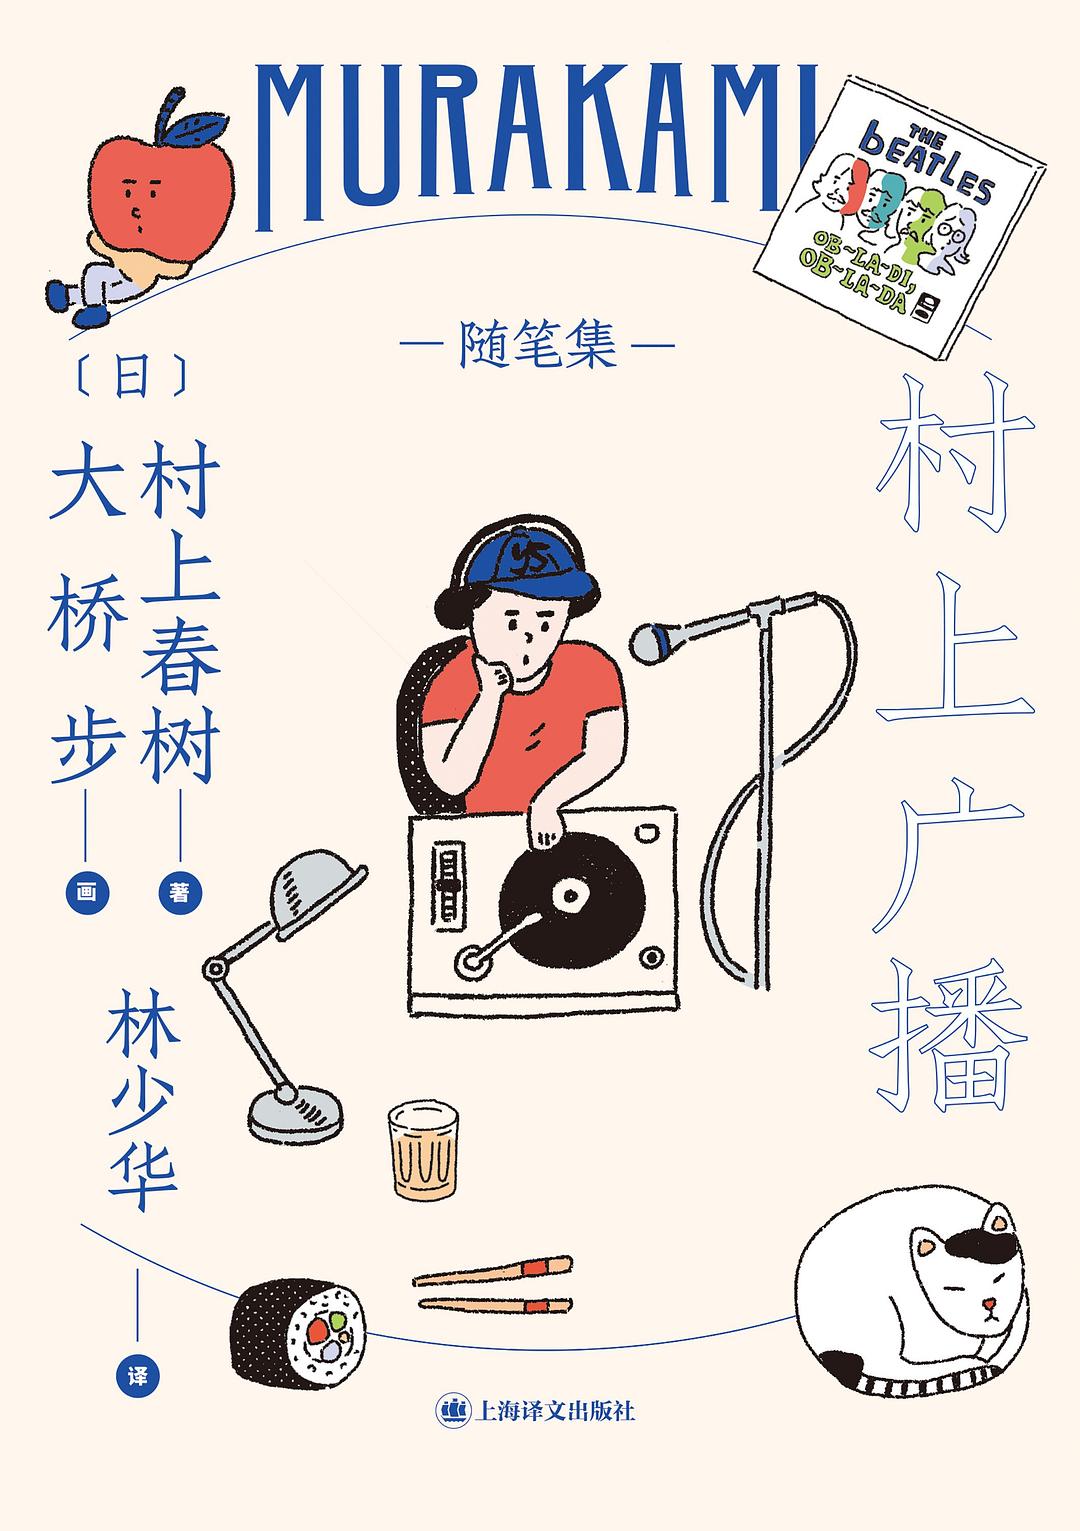 MURAKAMI
THE
BEATLES
OB-LA-DI,
OB-LA-DA
— 随笔集 —
村上广播
〔日〕
村上春树
著
大桥步
画
林少华
译
YS
上海译文出版社